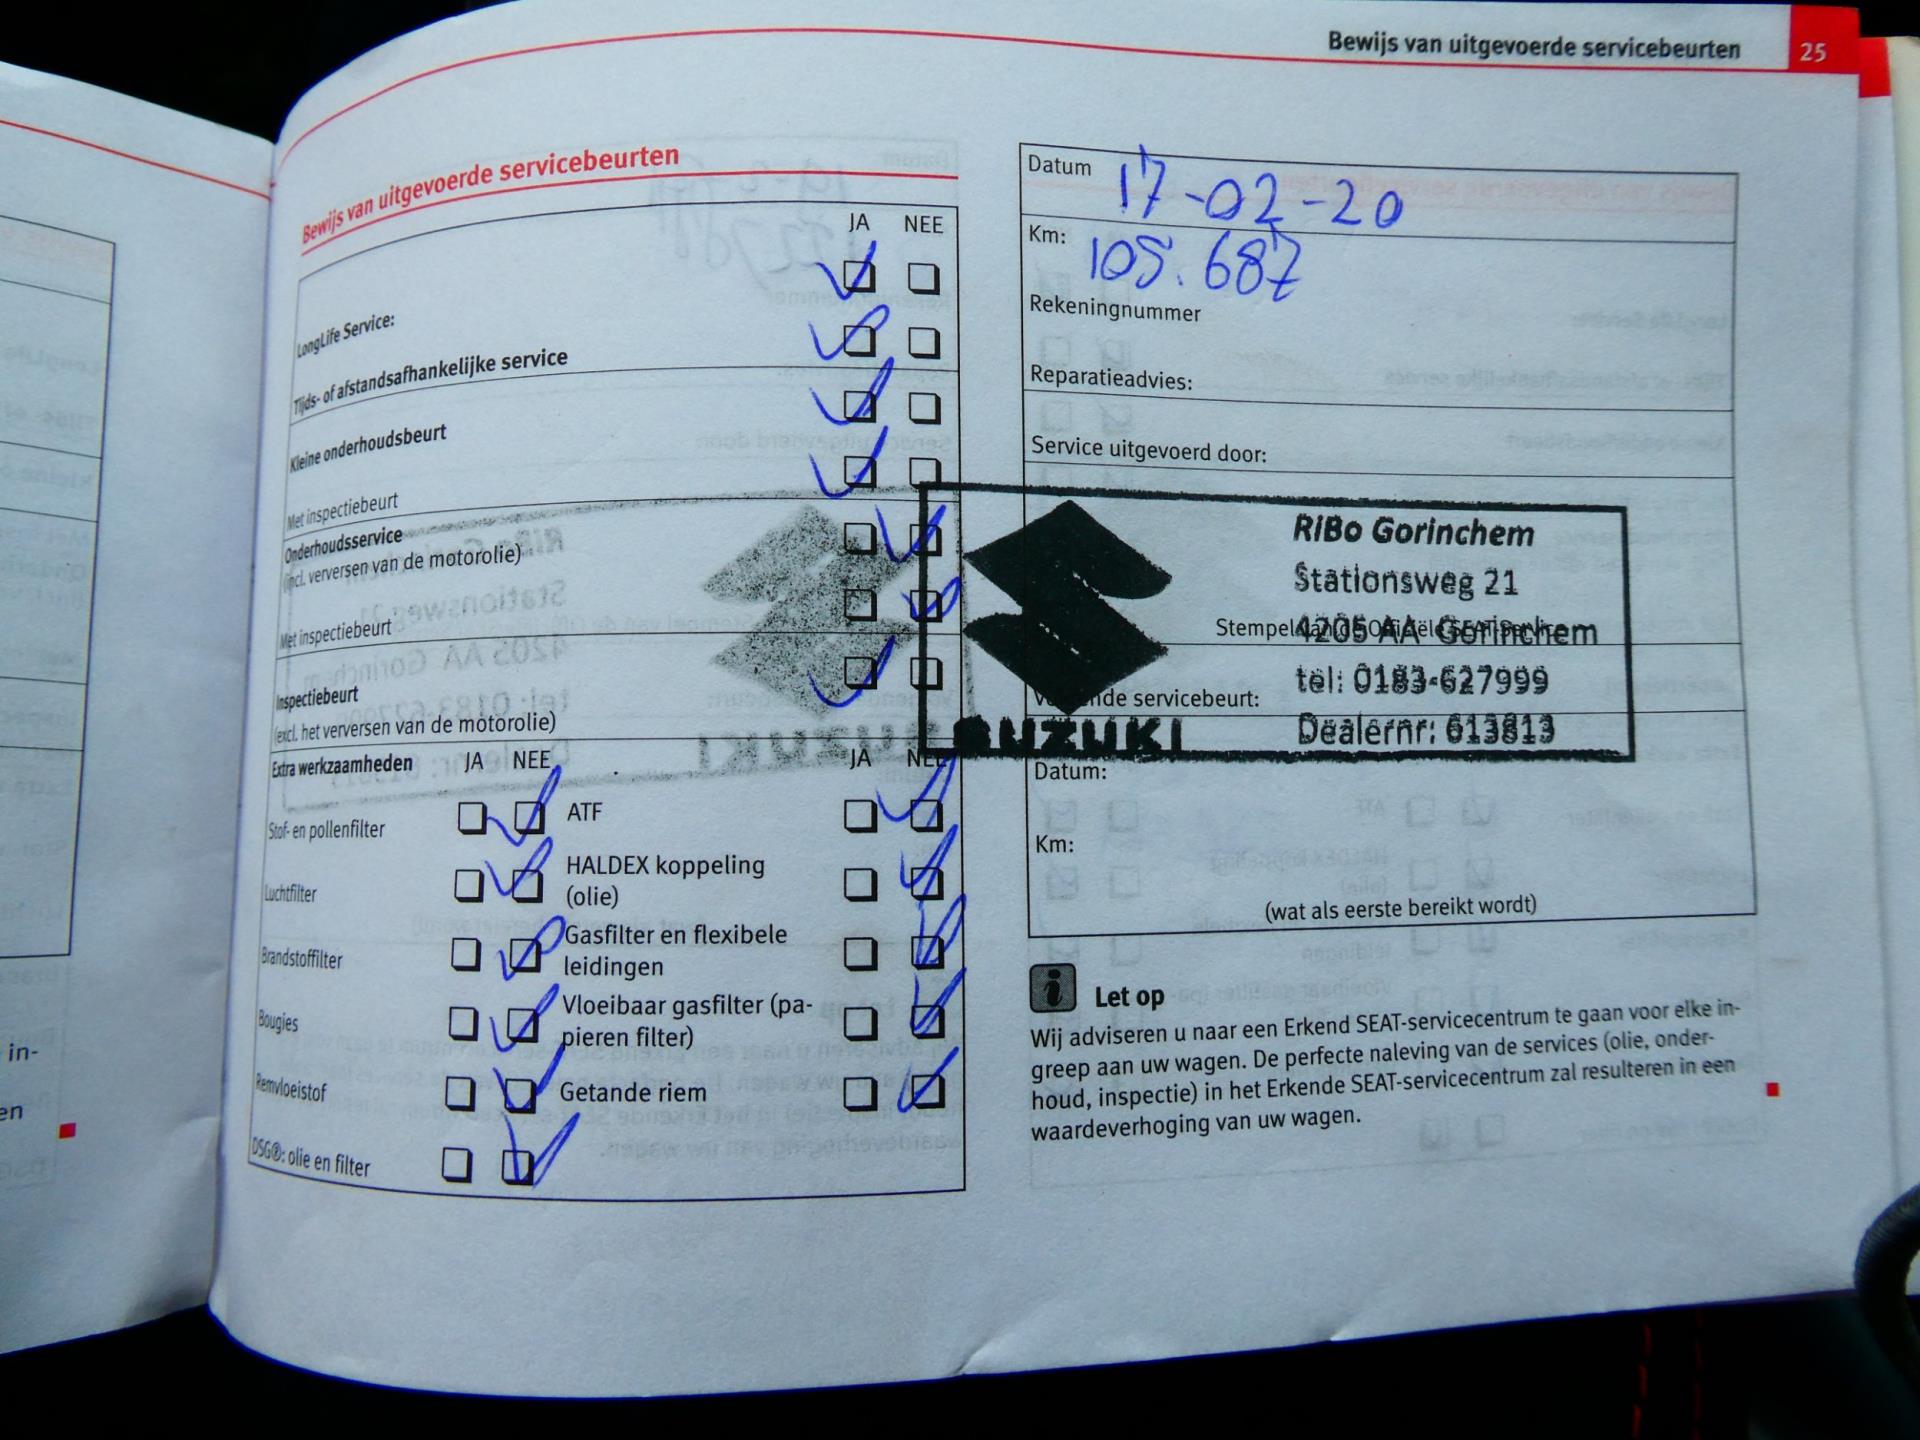 Bewijs van uitgevoerde servicebeurten 25
Bewijs van uitgevoerde servicebeurten
JA NEE
LongLife Service:
Tijds- of afstandsafhankelijke service
Kleine onderhoudsbeurt
Met inspectiebeurt
Onderhoudsservice
(incl. verversen van de motorolie)
Met inspectiebeurt
Inspectiebeurt
(excl. het verversen van de motorolie)
Extra werkzaamheden JA NEE JA NEE
Stof- en pollenfilter
ATF
Luchtfilter
HALDEX koppeling
(olie)
Brandstoffilter
Gasfilter en flexibele
leidingen
Bougies
Vloeibaar gasfilter (pa-
pieren filter)
Remvloeistof
Getande riem
DSG®: olie en filter
Datum 17-02-20
Km: 105.687
Rekeningnummer
Reparatieadvies:
Service uitgevoerd door:
RiBo Gorinchem
Stationsweg 21
Stempel
4205 AA Gorinchem
tel: 0183-627999
servicebeurt:
Dealernr: 613813
SUZUKI
Datum:
Km:
(wat als eerste bereikt wordt)
Let op
Wij adviseren u naar een Erkend SEAT-servicecentrum te gaan voor elke in-
greep aan uw wagen. De perfecte naleving van de services (olie, onder-
houd, inspectie) in het Erkende SEAT-servicecentrum zal resulteren in een
waardeverhoging van uw wagen.
in-
en